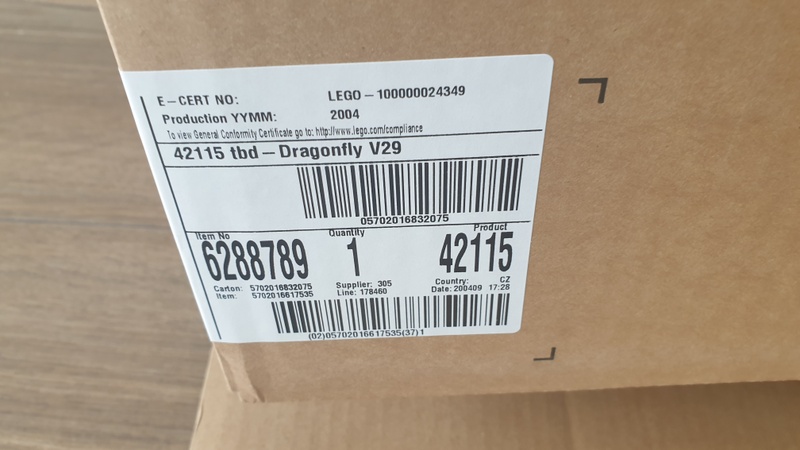 E-CERT NO: LEGO-100000024349
Production YYMM: 2004
To view General Conformity Certificate go to: http://www.lego.com/compliance
42115 tbd-Dragonfly V29
05702016832075
Item No Quantity Product
6288789 1 42115
Carton: 5702016832075 Supplier: 305 Country: CZ
Item: 5702016617535 Line: 178460 Date: 200409 17:28
(02)05702016617535(37)1